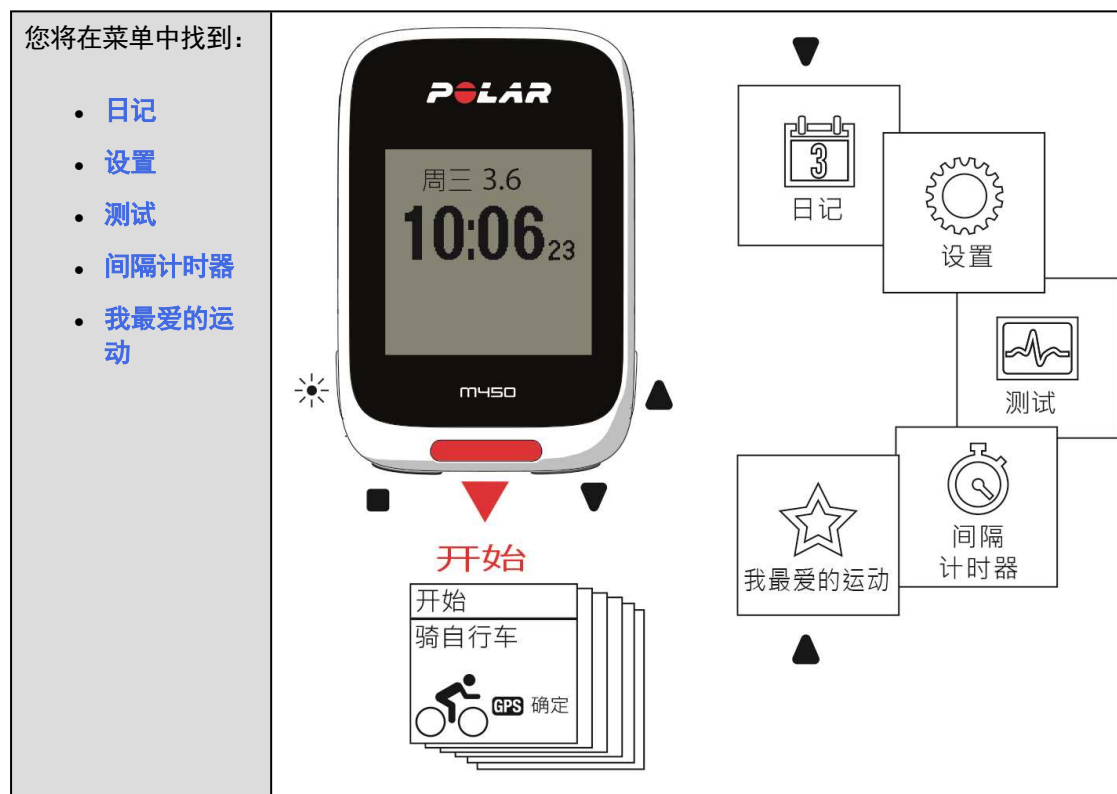 您将在菜单中找到：
• 日记
• 设置
• 测试
• 间隔计时器
• 我最爱的运
动
POLAR
周三 3.6
10:06 23
M450
开始
开始
骑自行车
GPS 确定
3
日记
设置
测试
间隔
计时器
我最爱的运动